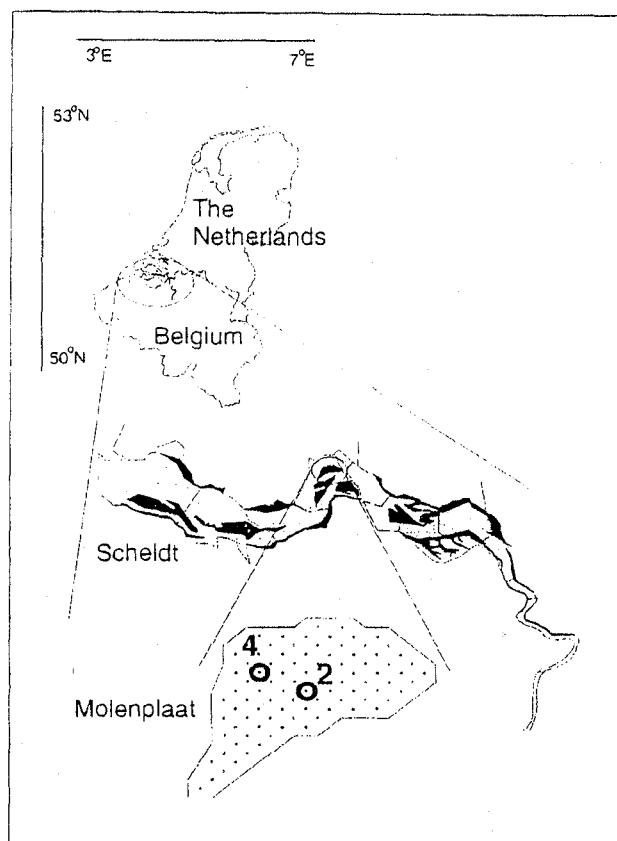 3°E 7°E
53°N
The
Netherlands
Belgium
50°N
Scheldt
4
2
Molenplaat